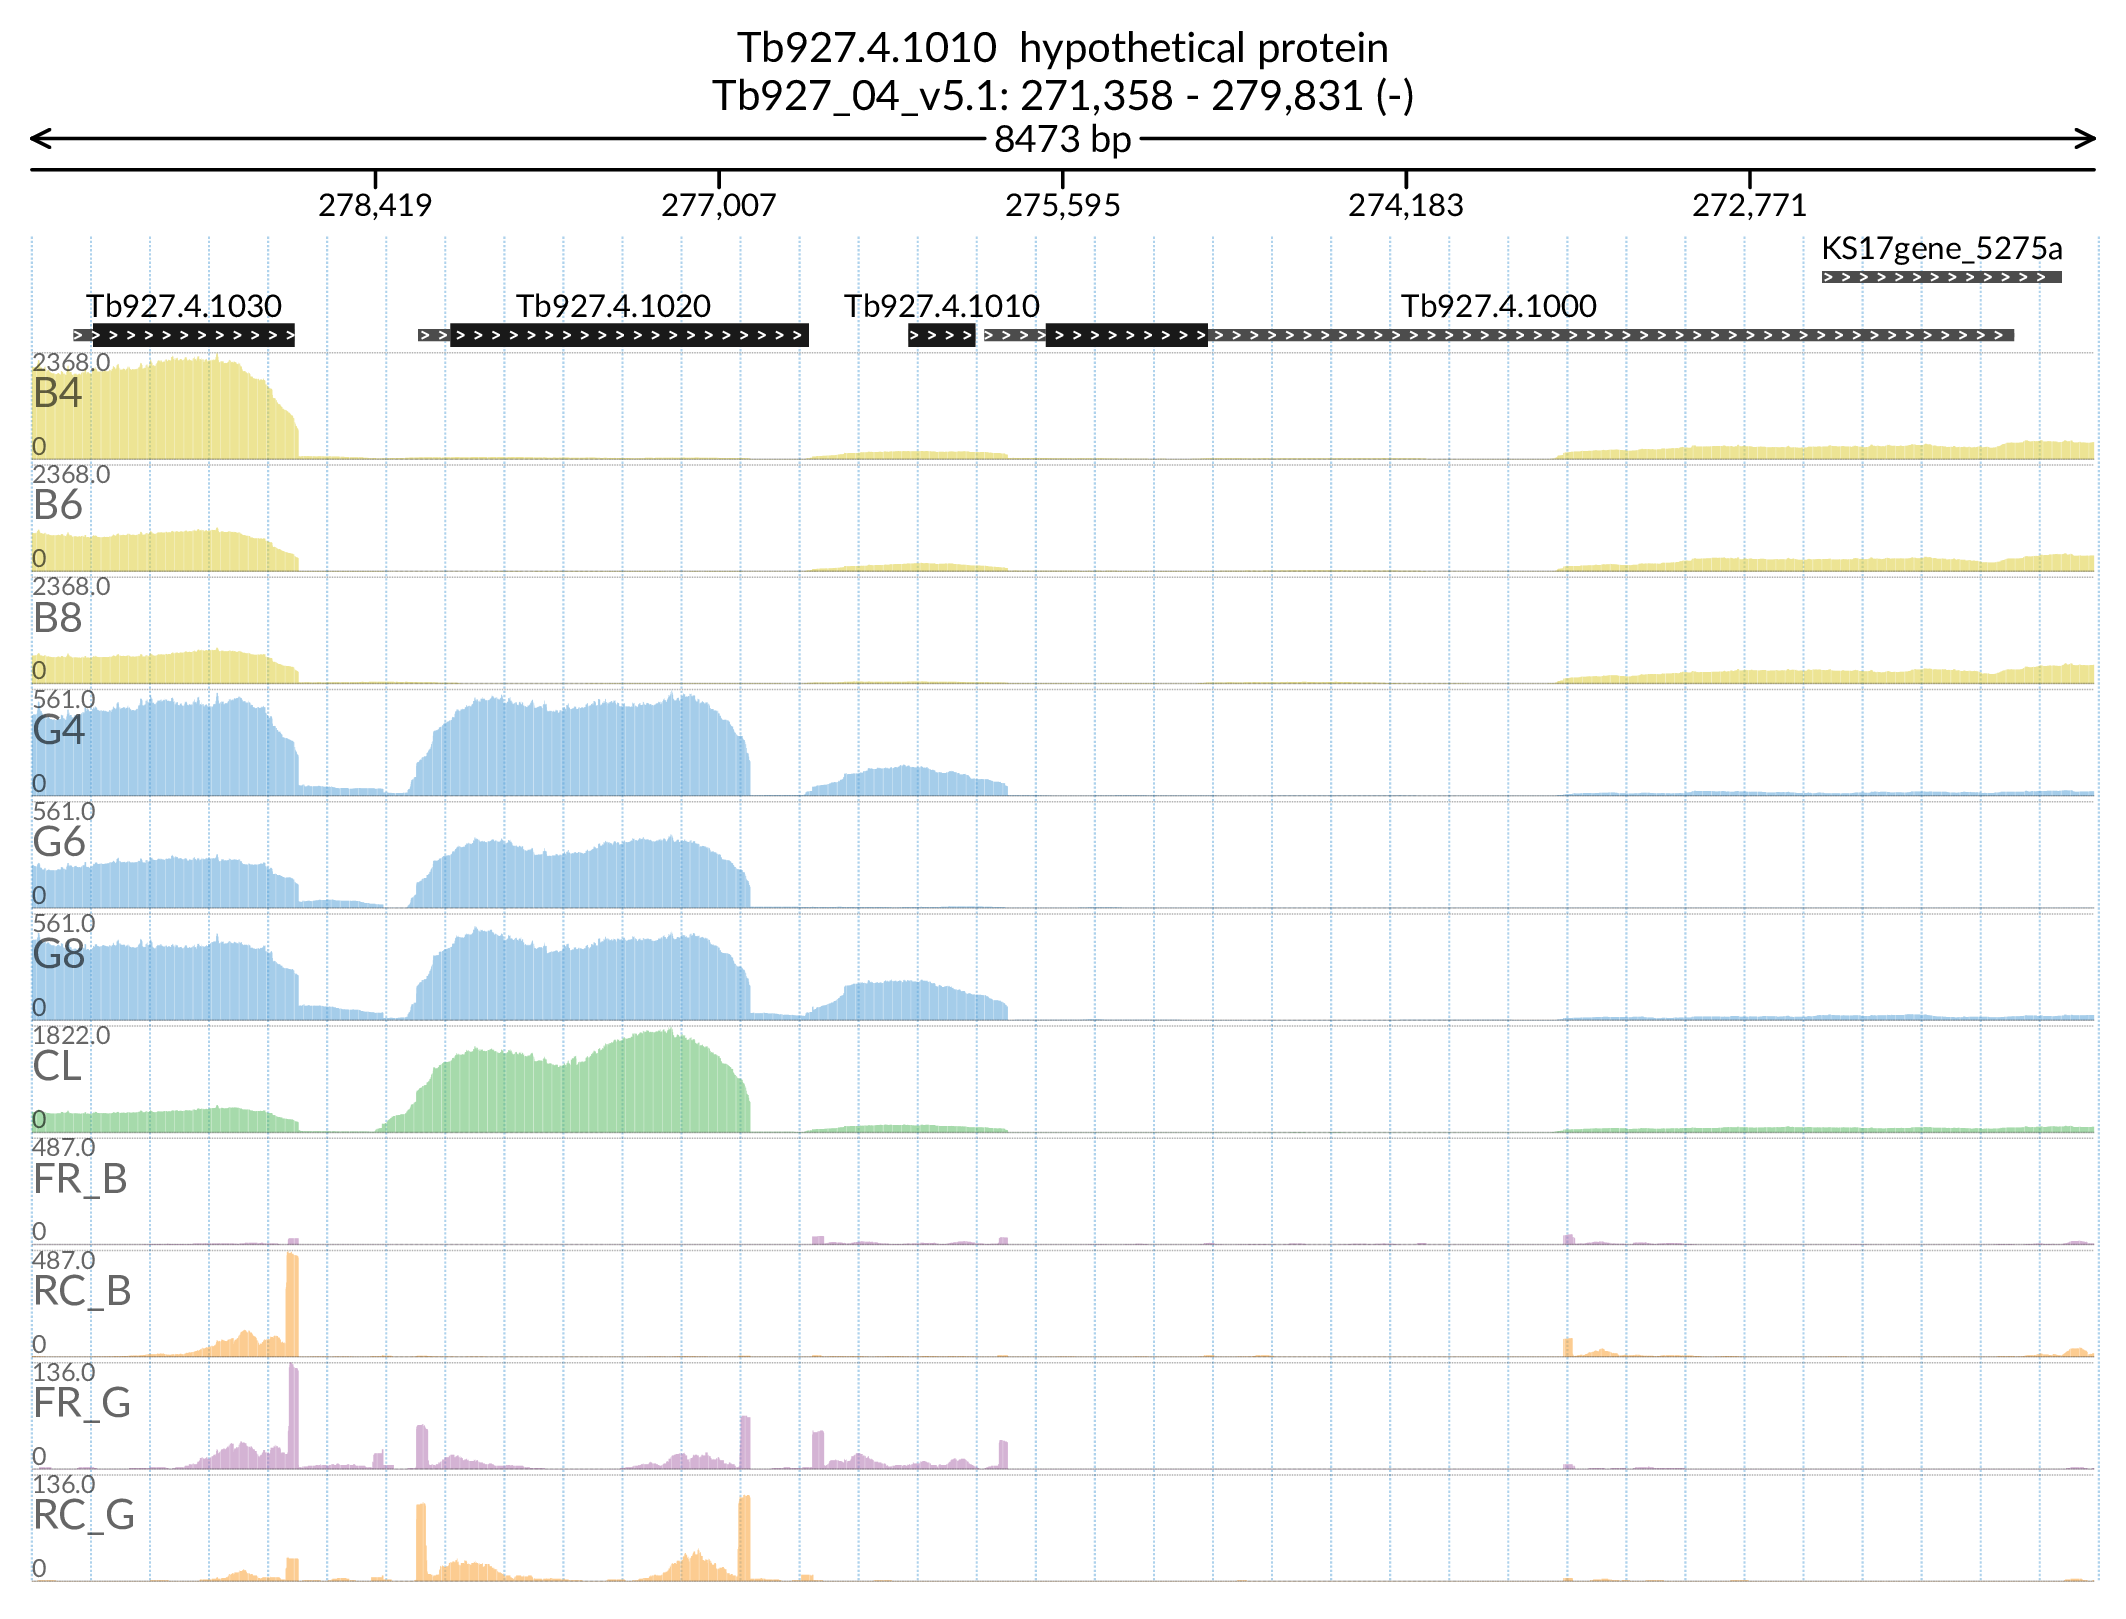 Tb927.4.1010  hypothetical protein
Tb927_04_v5.1: 271,358 - 279,831 (-)
8473 bp
278,419 277,007 275,595 274,183 272,771
KS17gene_5275a
Tb927.4.1030 Tb927.4.1020 Tb927.4.1010 Tb927.4.1000
2368.0
B4
0
2368.0
B6
0
2368.0
B8
0
561.0
G4
0
561.0
G6
0
561.0
G8
0
1822.0
CL
0
487.0
FR_B
0
487.0
RC_B
0
136.0
FR_G
0
136.0
RC_G
0